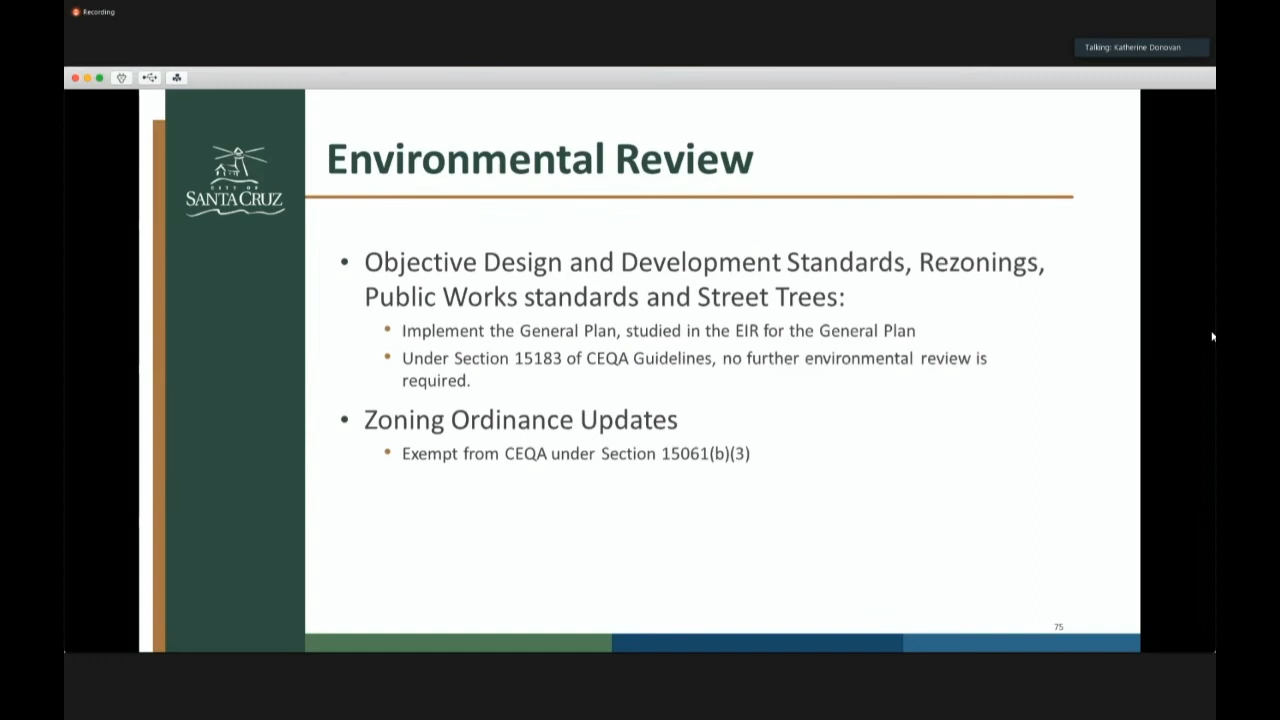 Recording
Talking: Katherine Donovan
CITY OF
SANTA CRUZ
Environmental Review
• Objective Design and Development Standards, Rezonings,
Public Works standards and Street Trees:
• Implement the General Plan, studied in the EIR for the General Plan
• Under Section 15183 of CEQA Guidelines, no further environmental review is
required.
• Zoning Ordinance Updates
• Exempt from CEQA under Section 15061(b)(3)
75